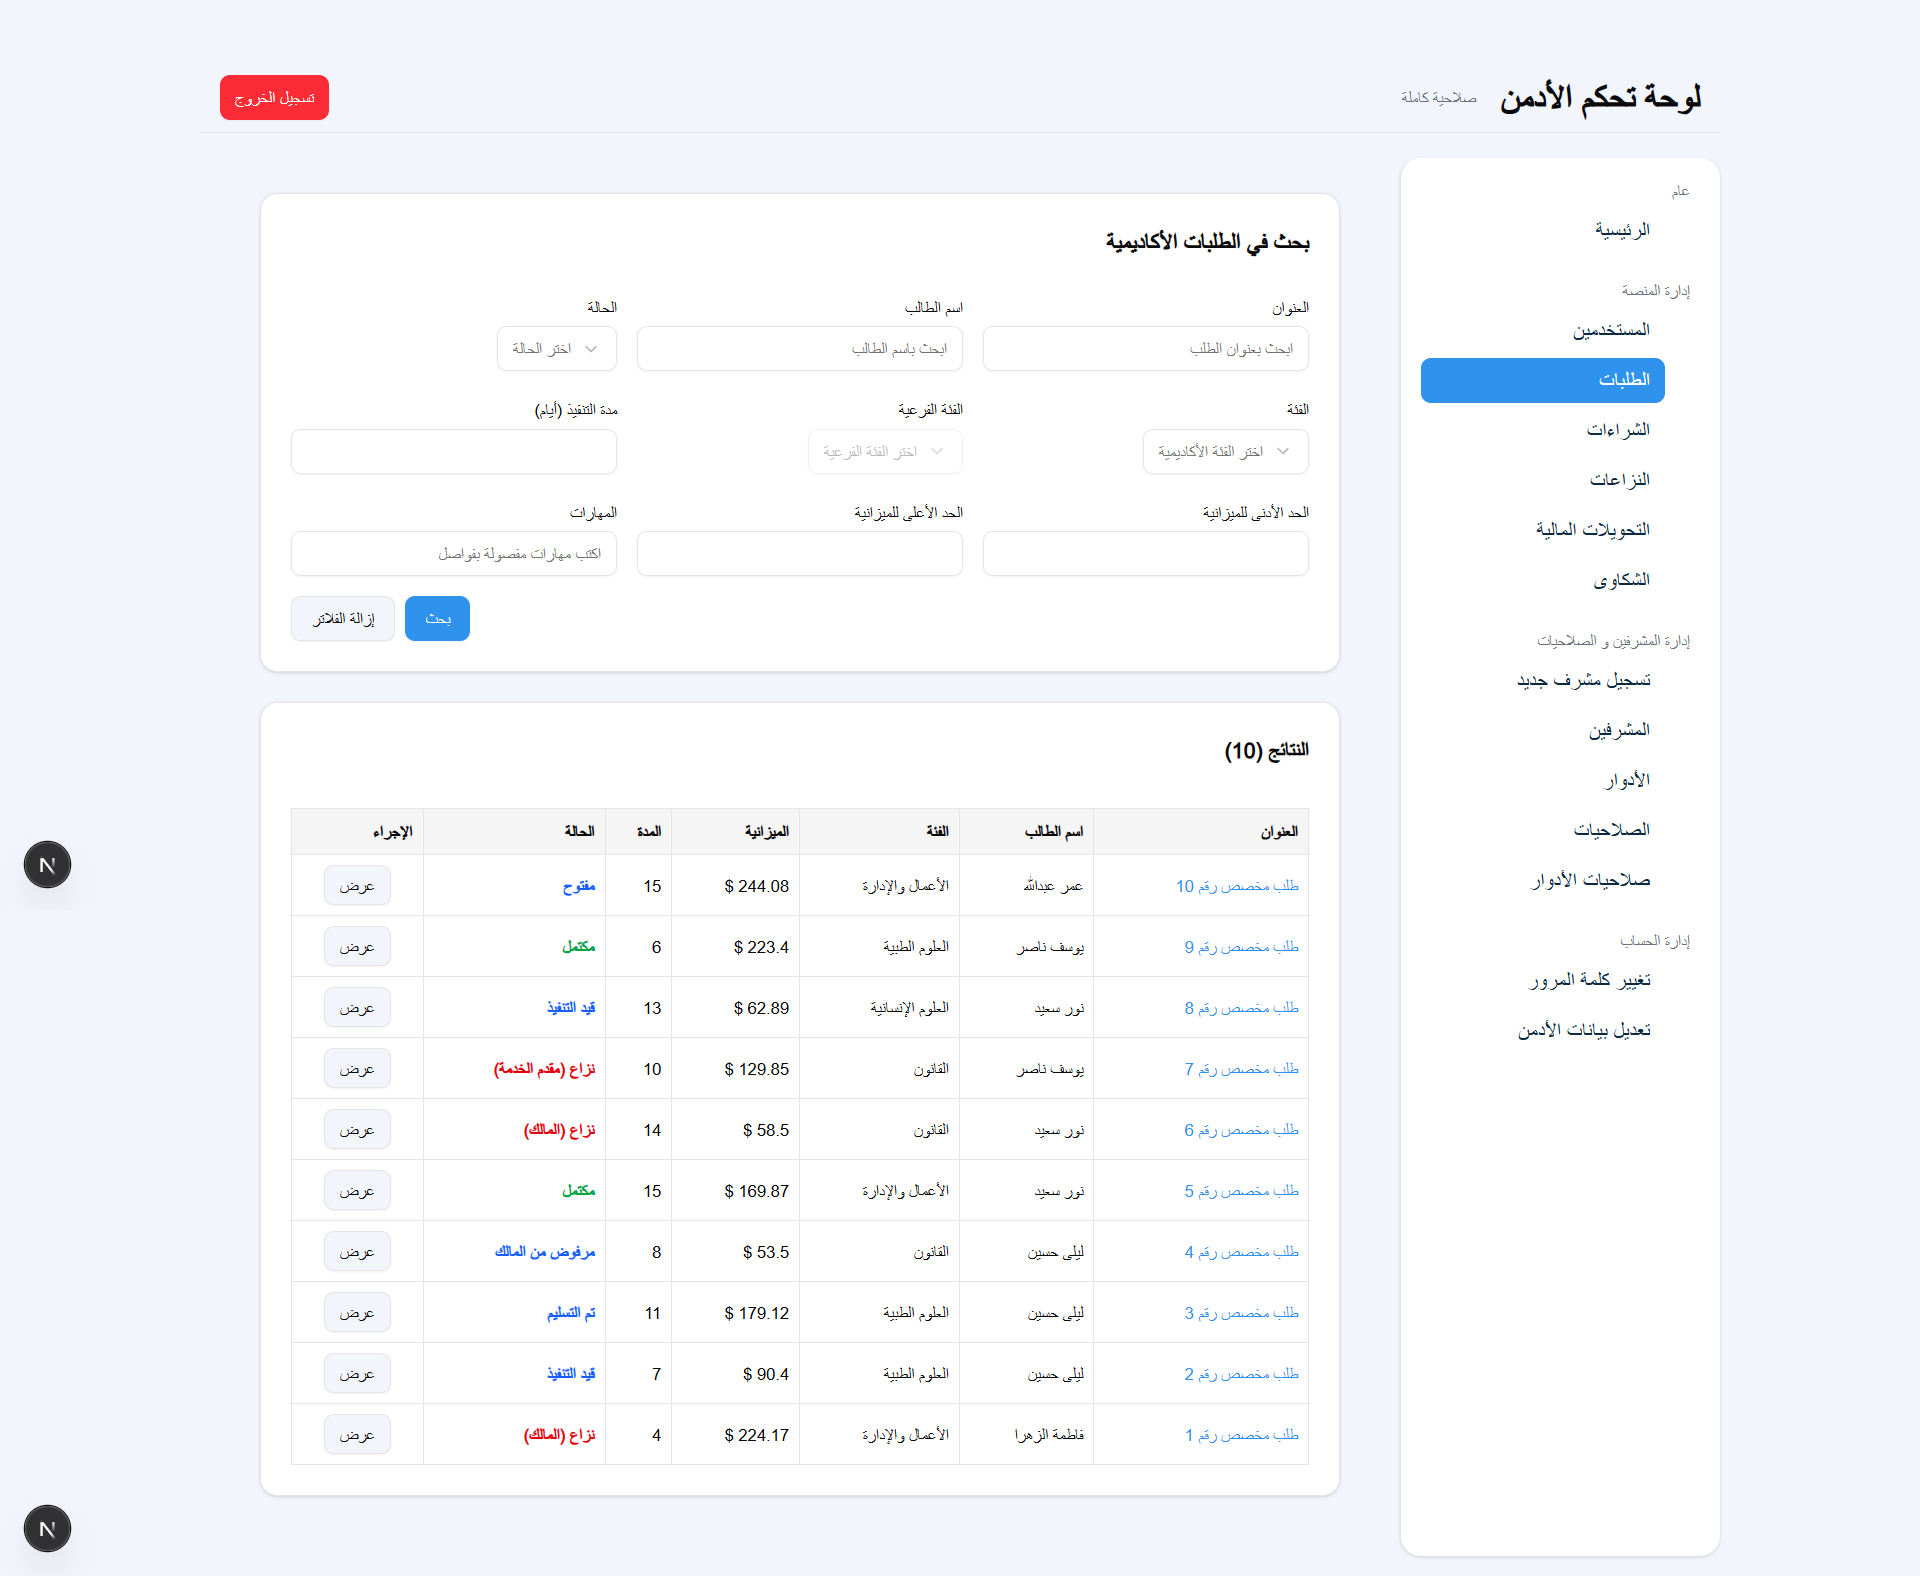 لوحة تحكم الأدمن صلاحية كاملة تسجيل الخروج
عام
الرئيسية
إدارة المنصة
المستخدمين
الطلبات
الشراءات
النزاعات
التحويلات المالية
الشكاوى
إدارة المشرفين و الصلاحيات
تسجيل مشرف جديد
المشرفين
الأدوار
الصلاحيات
صلاحيات الأدوار
إدارة الحساب
تغيير كلمة المرور
تعديل بيانات الأدمن
بحث في الطلبات الأكاديمية
العنوان اسم الطالب الحالة
ابحث بعنوان الطلب ابحث باسم الطالب اختر الحالة
الفئة الفئة الفرعية مدة التنفيذ (أيام)
اختر الفئة الأكاديمية اختر الفئة الفرعية
الحد الأدنى للميزانية الحد الأعلى للميزانية المهارات
اكتب مهارات مفصولة بفواصل
بحث إزالة الفلاتر
النتائج (10)
العنوان اسم الطالب الفئة الميزانية المدة الحالة الإجراء
طلب مخصص رقم 10 عمر عبدالله الأعمال والإدارة 244.08 $ 15 مفتوح عرض
طلب مخصص رقم 9 يوسف ناصر العلوم الطبية 223.4 $ 6 مكتمل عرض
طلب مخصص رقم 8 نور سعيد العلوم الإنسانية 62.89 $ 13 قيد التنفيذ عرض
طلب مخصص رقم 7 يوسف ناصر القانون 129.85 $ 10 نزاع (مقدم الخدمة) عرض
طلب مخصص رقم 6 نور سعيد القانون 58.5 $ 14 نزاع (المالك) عرض
طلب مخصص رقم 5 نور سعيد الأعمال والإدارة 169.87 $ 15 مكتمل عرض
طلب مخصص رقم 4 ليلى حسين القانون 53.5 $ 8 مرفوض من المالك عرض
طلب مخصص رقم 3 ليلى حسين العلوم الطبية 179.12 $ 11 تم التسليم عرض
طلب مخصص رقم 2 ليلى حسين العلوم الطبية 90.4 $ 7 قيد التنفيذ عرض
طلب مخصص رقم 1 فاطمة الزهرا الأعمال والإدارة 224.17 $ 4 نزاع (المالك) عرض
N
N